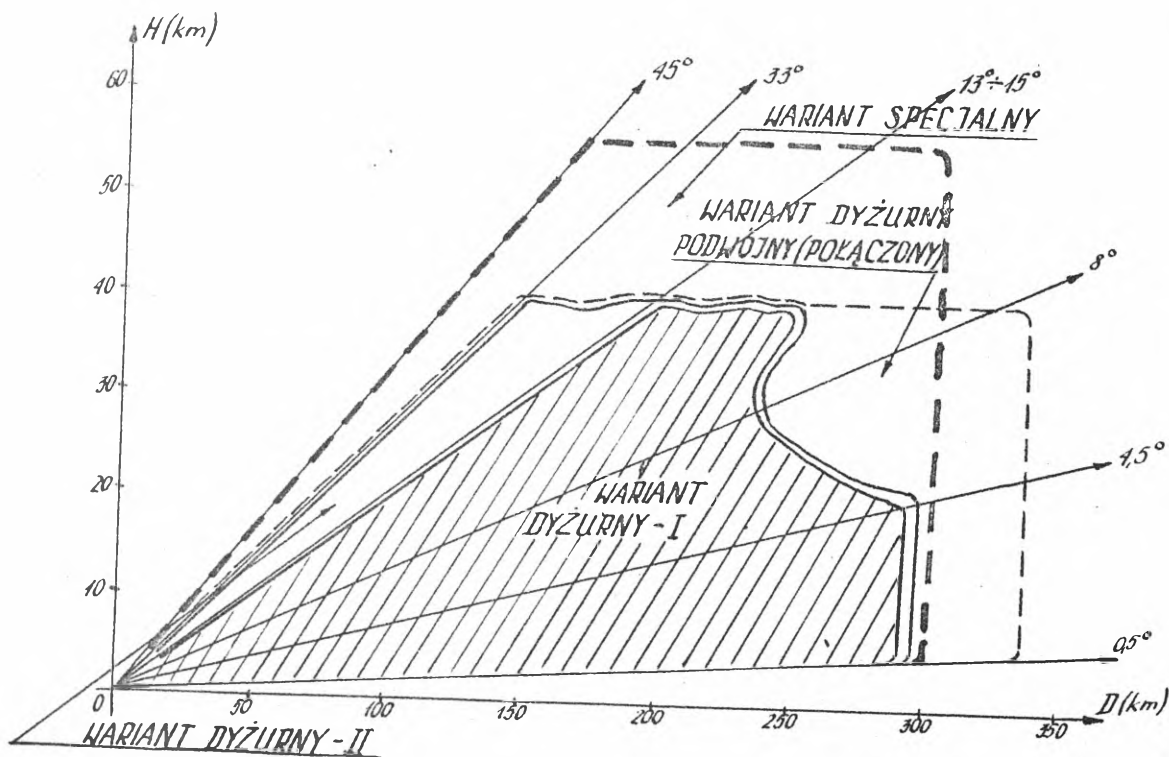 H (km)
60
50
40
30
20
10
0
45°
33°
13°÷15°
WARIANT SPECJALNY
WARIANT DYŻURNY
PODWÓJNY (POŁĄCZONY)
8°
WARIANT
DYŻURNY-I
4,5°
0,5°
50
100
150
200
250
300
350
D (km)
WARIANT DYŻURNY-II